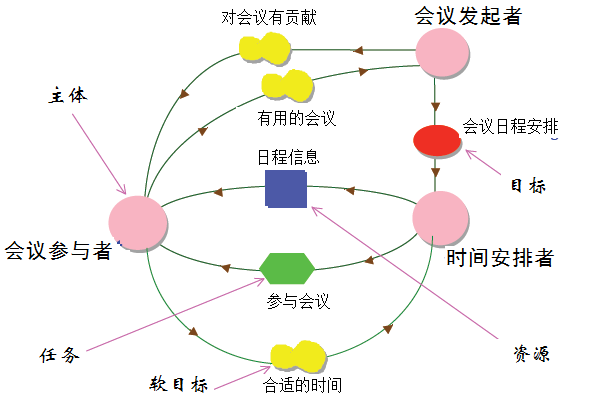 对会议有贡献
会议发起者
主体
有用的会议
会议日程安排
日程信息
目标
会议参与者
时间安排者
参与会议
任务
资源
软目标
合适的时间